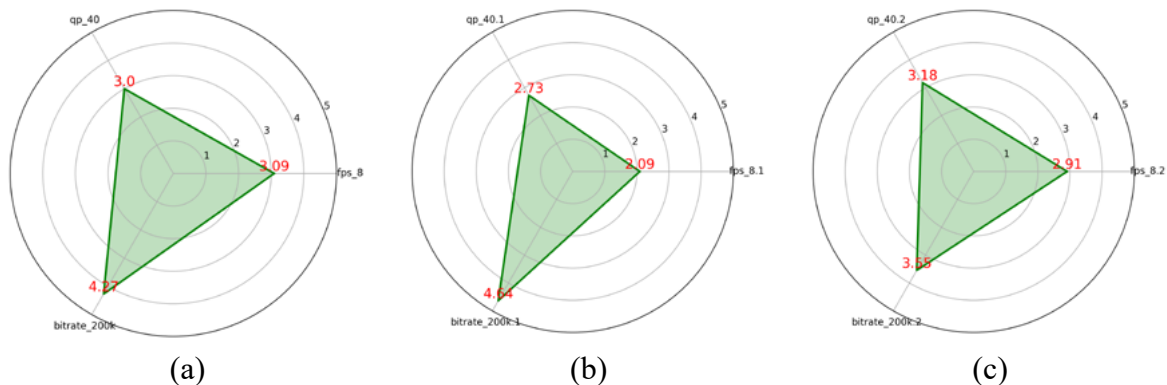 qp_40
3.0
5
4
3
2
1
3.09
fps_8
4.27
bitrate_200k
(a)
qp_40.1
2.73
5
4
3
2
1
2.09
fps_8.1
4.64
bitrate_200k.1
(b)
qp_40.2
3.18
5
4
3
2
1
2.91
fps_8.2
3.55
bitrate_200k.2
(c)